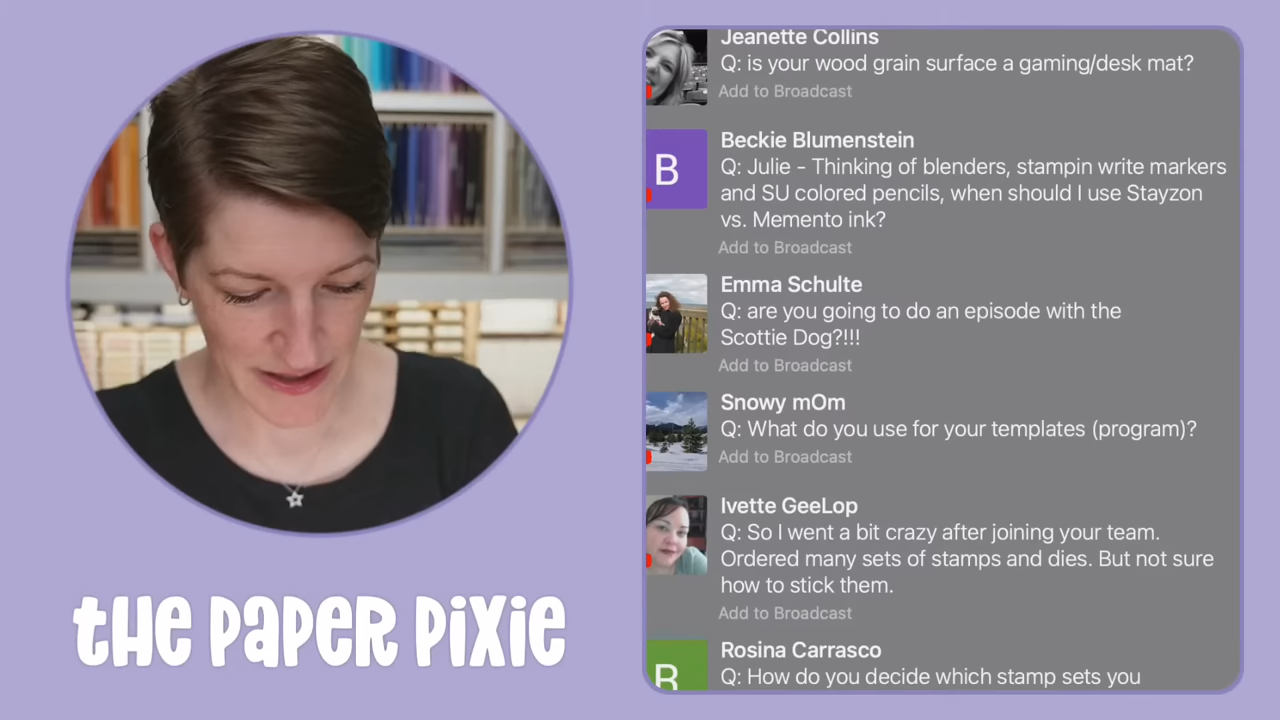 Jeanette Collins
Q: is your wood grain surface a gaming/desk mat?
Add to Broadcast
B
Beckie Blumenstein
Q: Julie - Thinking of blenders, stampin write markers
and SU colored pencils, when should I use Stayzon
vs. Memento ink?
Add to Broadcast
Emma Schulte
Q: are you going to do an episode with the
Scottie Dog?!!!
Add to Broadcast
Snowy mOm
Q: What do you use for your templates (program)?
Add to Broadcast
Ivette GeeLop
Q: So I went a bit crazy after joining your team.
Ordered many sets of stamps and dies. But not sure
how to stick them.
Add to Broadcast
R
Rosina Carrasco
Q: How do you decide which stamp sets you
the paper pixie